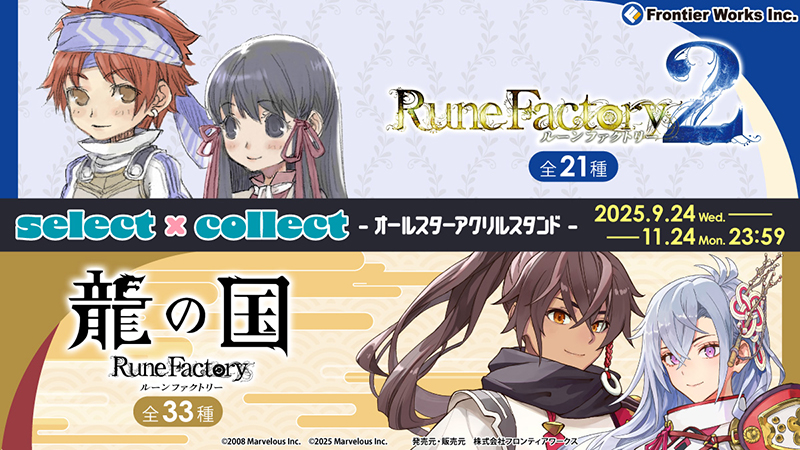 Frontier Works Inc.
Rune Factory 2
ルーンファクトリー
全21種
select×collect
- オールスターアクリルスタンド -
2025.9.24 Wed.
11.24 Mon. 23:59
龍の国
Rune Factory
ルーンファクトリー
全33種
©2008 Marvelous Inc. ©2025 Marvelous Inc. 発売元・販売元 株式会社フロンティアワークス